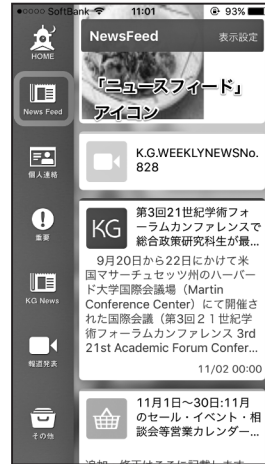 ●○○○○ SoftBank 11:01 93%
HOME
NewsFeed 表示設定
「ニュースフィード」
アイコン
News Feed
個人連絡
重要
KG News
報道発表
その他
K.G.WEEKLYNEWSNo.
828
KG
第3回21世紀学術フォ
ーラムカンファレンスで
総合政策研究科生が最...
9月20日から22日にかけて米
国マサーチュセッツ州のハーバー
ド大学国際会議場（Martin
Conference Center）にて開催さ
れた国際会議（第3回２１世紀学
術フォーラムカンファレンス 3rd
21st Academic Forum Confer...
11/02 00:00
11月1日〜30日:11月
のセール・イベント・相
談会等営業カレンダー...